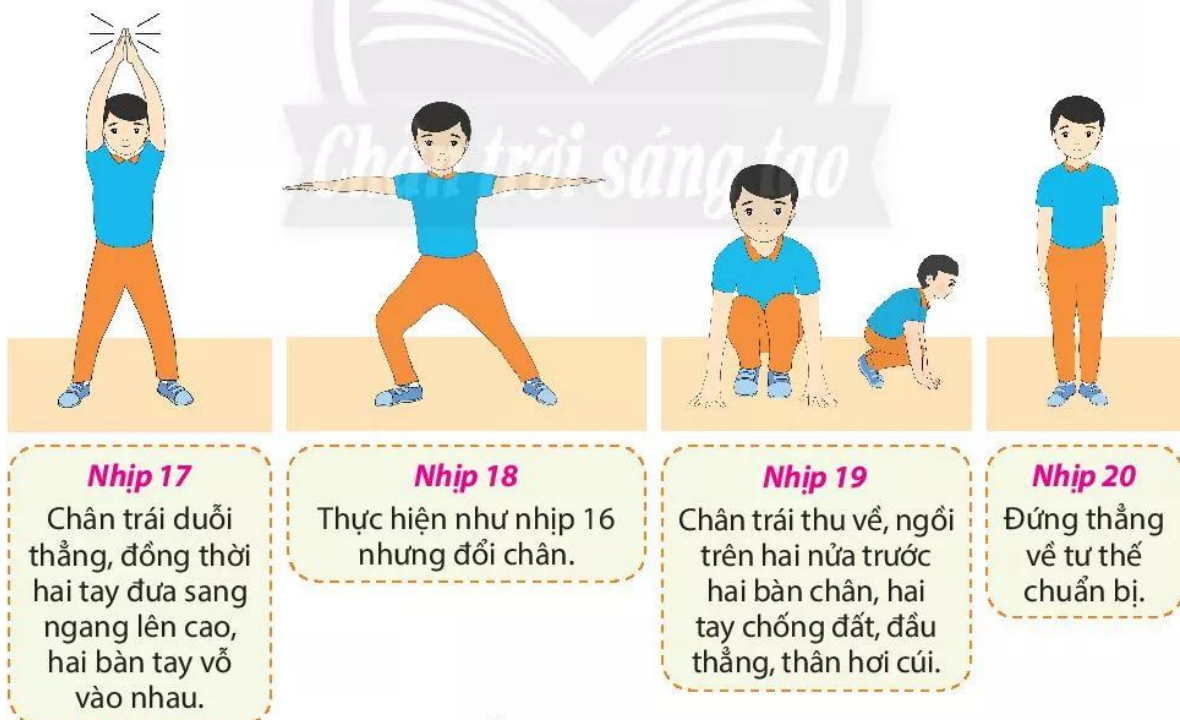 Chân trời sáng tạo
Nhịp 17
Chân trái duỗi
thẳng, đồng thời
hai tay đưa sang
ngang lên cao,
hai bàn tay vỗ
vào nhau.
Nhịp 18
Thực hiện như nhịp 16
nhưng đổi chân.
Nhịp 19
Chân trái thu về, ngồi
trên hai nửa trước
hai bàn chân, hai
tay chống đất, đầu
thẳng, thân hơi cúi.
Nhịp 20
Đứng thẳng
về tư thế
chuẩn bị.